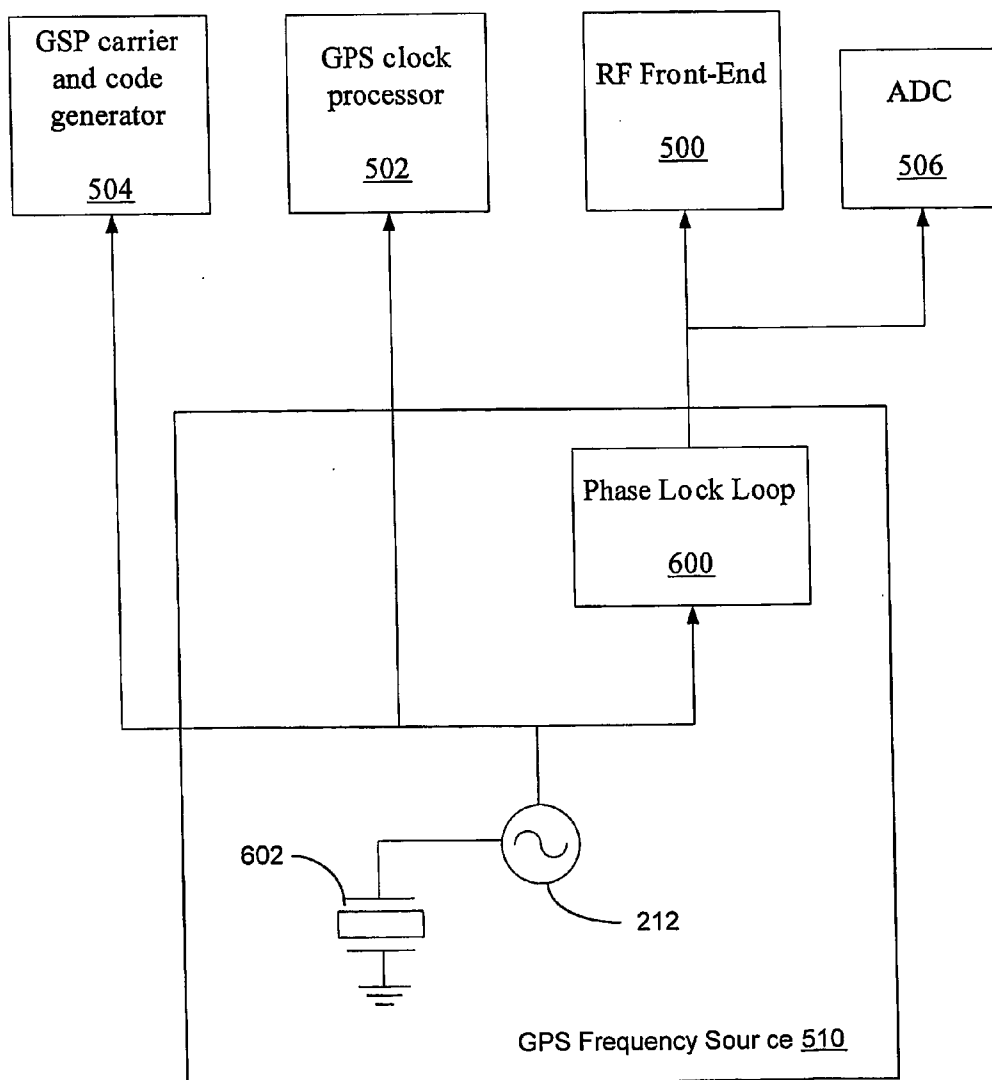 GSP carrier
and code
generator
504
GPS clock
processor
502
RF Front-End
500
ADC
506
Phase Lock Loop
600
602
212
GPS Frequency Sour ce 510